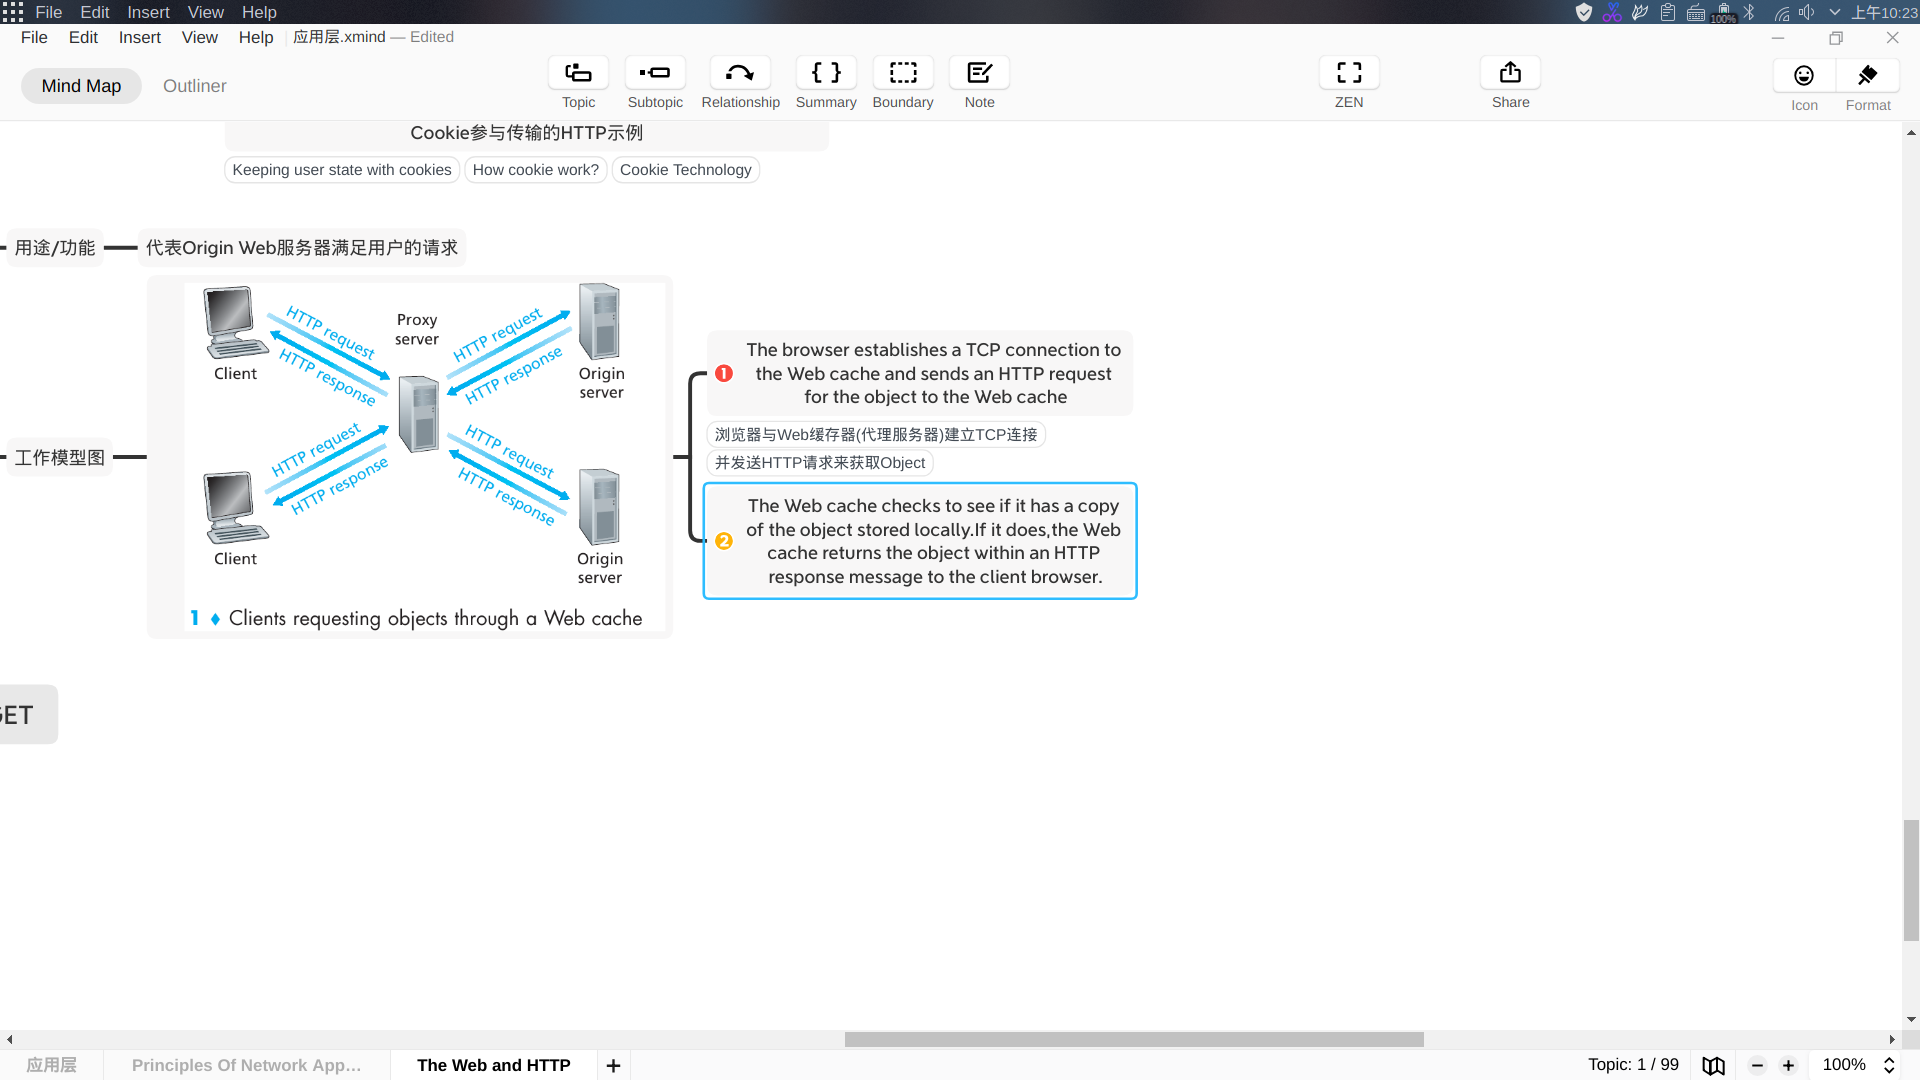 File Edit Insert View Help
100%
上午10:23
File Edit Insert View Help 应用层.xmind — Edited
Mind Map
Outliner
Topic
Subtopic
Relationship
Summary
Boundary
Note
ZEN
Share
Icon
Format
Cookie参与传输的HTTP示例
Keeping user state with cookies
How cookie work?
Cookie Technology
用途/功能
代表Origin Web服务器满足用户的请求
工作模型图
HTTP request
HTTP response
Client
Proxy
server
HTTP request
HTTP response
Origin
server
HTTP request
HTTP response
Client
HTTP request
HTTP response
Origin
server
1 ♦ Clients requesting objects through a Web cache
1
The browser establishes a TCP connection to
the Web cache and sends an HTTP request
for the object to the Web cache
浏览器与Web缓存器(代理服务器)建立TCP连接
并发送HTTP请求来获取Object
2
The Web cache checks to see if it has a copy
of the object stored locally.If it does,the Web
cache returns the object within an HTTP
response message to the client browser.
GET
应用层
Principles Of Network App...
The Web and HTTP
Topic: 1 / 99
100%